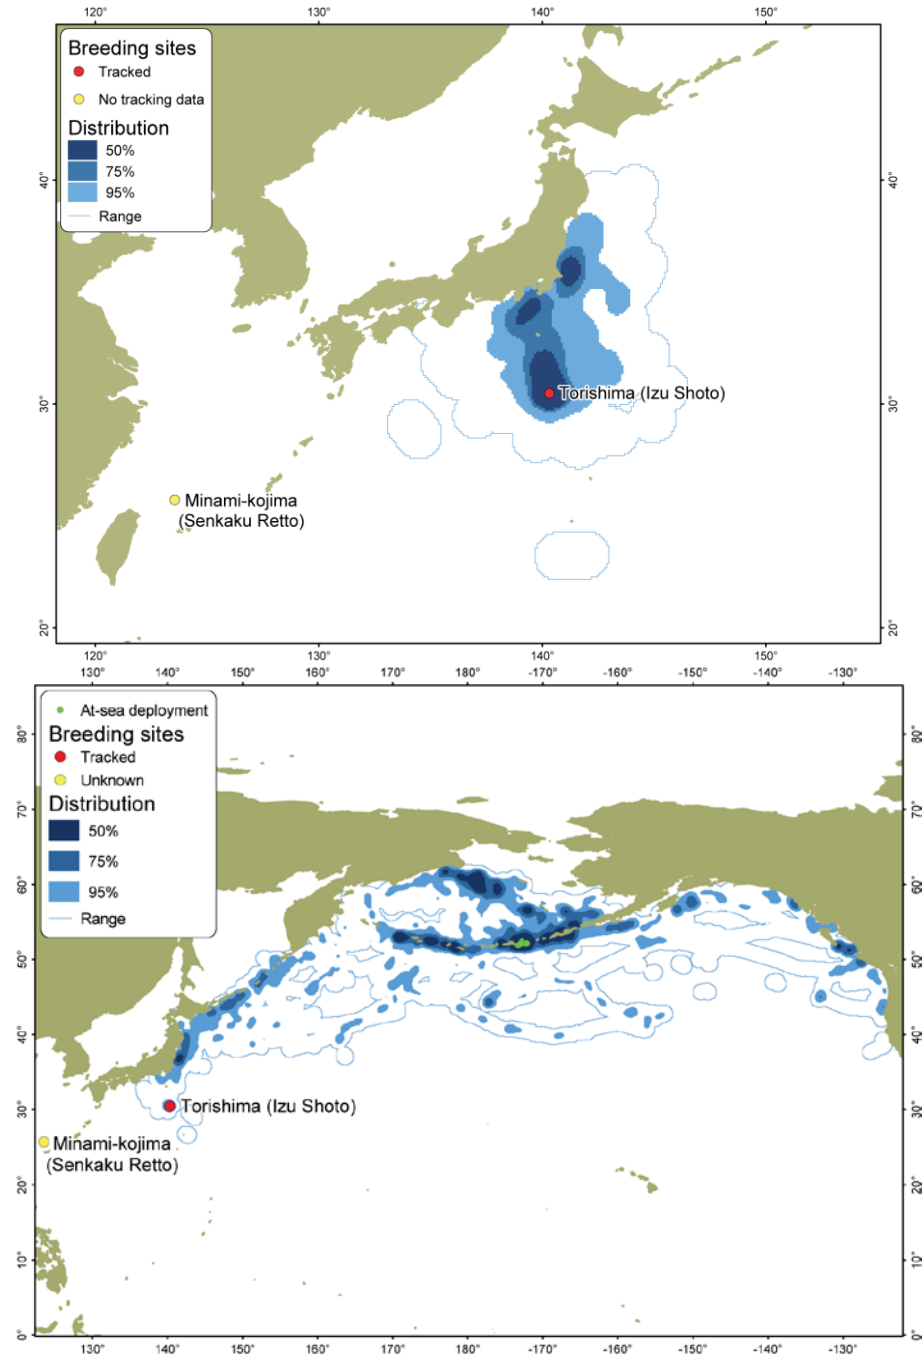 120° 130° 140° 150°
Breeding sites
Tracked
No tracking data
Distribution
50%
75%
95%
Range
40° 40°
30° 30°
20° 20°
Torishima (Izu Shoto)
Minami-kojima
(Senkaku Retto)
120° 130° 140° 150°
130° 140° 150° 160° 170° 180° -170° -160° -150° -140° -130°
At-sea deployment
Breeding sites
Tracked
Unknown
Distribution
50%
75%
95%
Range
80° 80°
70° 70°
60° 60°
50° 50°
40° 40°
30° 30°
20° 20°
10° 10°
0° 0°
Torishima (Izu Shoto)
Minami-kojima
(Senkaku Retto)
130° 140° 150° 160° 170° 180° -170° -160° -150° -140° -130°